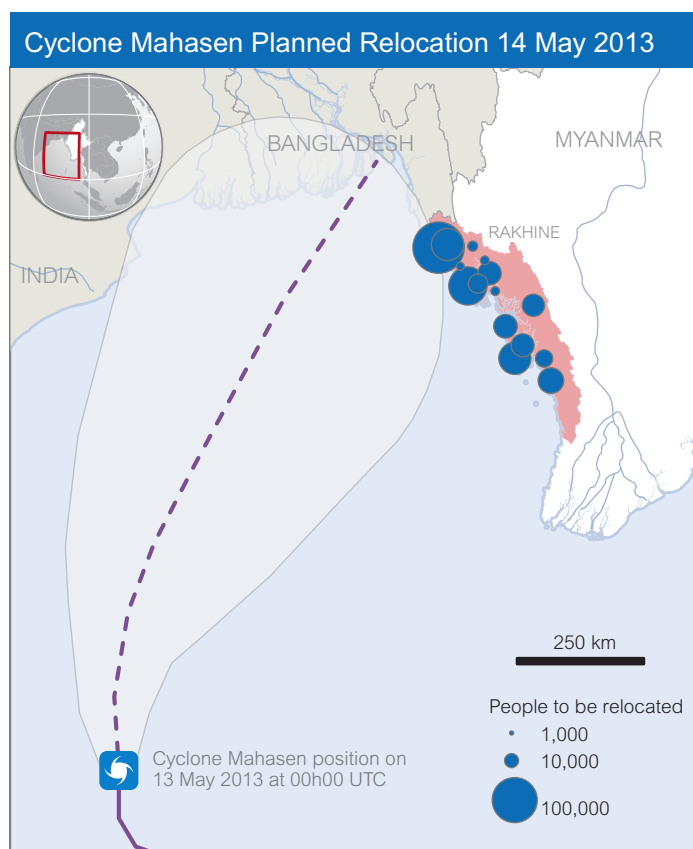 Cyclone Mahasen Planned Relocation 14 May 2013
BANGLADESH
MYANMAR
RAKHINE
INDIA
250 km
People to be relocated
1,000
10,000
100,000
Cyclone Mahasen position on
13 May 2013 at 00h00 UTC